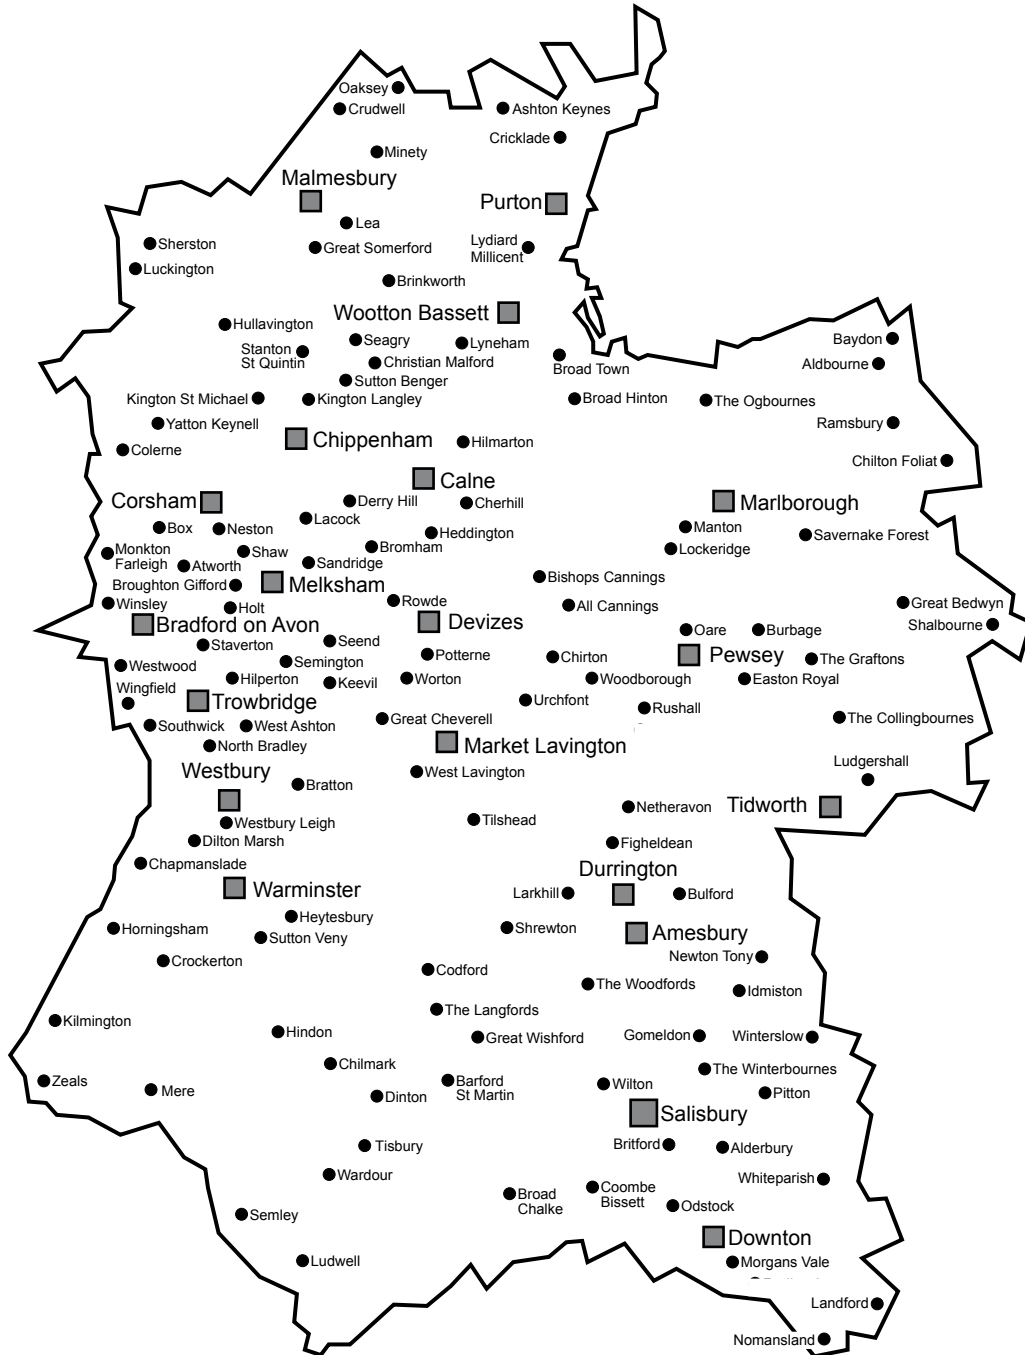 Oaksey
Crudwell
Ashton Keynes
Cricklade
Minety
Malmesbury
Purton
Lea
Sherston
Great Somerford
Lydiard
Millicent
Luckington
Brinkworth
Wootton Bassett
Hullavington
Seagry
Lyneham
Baydon
Stanton
St Quintin
Christian Malford
Broad Town
Aldbourne
Sutton Benger
Kington St Michael
Kington Langley
Broad Hinton
The Ogbournes
Yatton Keynell
Ramsbury
Chippenham
Hilmarton
Colerne
Chilton Foliat
Calne
Corsham
Derry Hill
Cherhill
Marlborough
Lacock
Box
Neston
Heddington
Manton
Savernake Forest
Monkton
Farleigh
Shaw
Bromham
Lockeridge
Atworth
Sandridge
Broughton Gifford
Melksham
Bishops Cannings
Winsley
Holt
Rowde
All Cannings
Great Bedwyn
Bradford on Avon
Devizes
Shalbourne
Staverton
Seend
Oare
Burbage
Westwood
Semington
Potterne
Chirton
Pewsey
The Graftons
Wingfield
Hilperton
Keevil
Worton
Woodborough
Easton Royal
Trowbridge
Urchfont
Rushall
Southwick
West Ashton
Great Cheverell
The Collingbournes
North Bradley
Market Lavington
Westbury
Bratton
West Lavington
Ludgershall
Netheravon
Tidworth
Westbury Leigh
Tilshead
Dilton Marsh
Figheldean
Chapmanslade
Durrington
Warminster
Larkhill
Bulford
Heytesbury
Horningsham
Sutton Veny
Shrewton
Amesbury
Crockerton
Codford
Newton Tony
The Woodfords
Idmiston
Kilmington
The Langfords
Hindon
Great Wishford
Gomeldon
Winterslow
Chilmark
The Winterbournes
Zeals
Mere
Barford
St Martin
Wilton
Pitton
Dinton
Salisbury
Tisbury
Britford
Alderbury
Wardour
Whiteparish
Broad
Chalke
Coombe
Bissett
Odstock
Semley
Downton
Ludwell
Morgans Vale
Landford
Nomansland